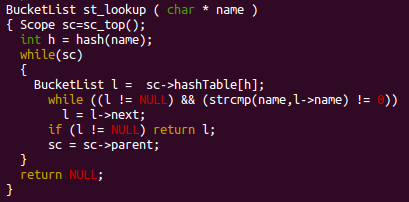 BucketList st_lookup ( char * name )
{ Scope sc=sc_top();
  int h = hash(name);
  while(sc)
  {
    BucketList l =  sc->hashTable[h];
      while ((l != NULL) && (strcmp(name,l->name) != 0))
        l = l->next;
      if (l != NULL) return l;
      sc = sc->parent;
  }
  return NULL;
}